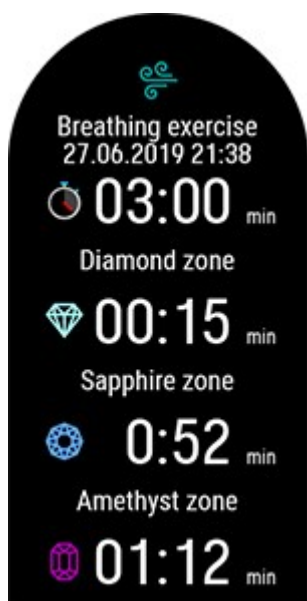 Breathing exercise
27.06.2019 21:38
03:00 min
Diamond zone
00:15 min
Sapphire zone
0:52 min
Amethyst zone
01:12 min